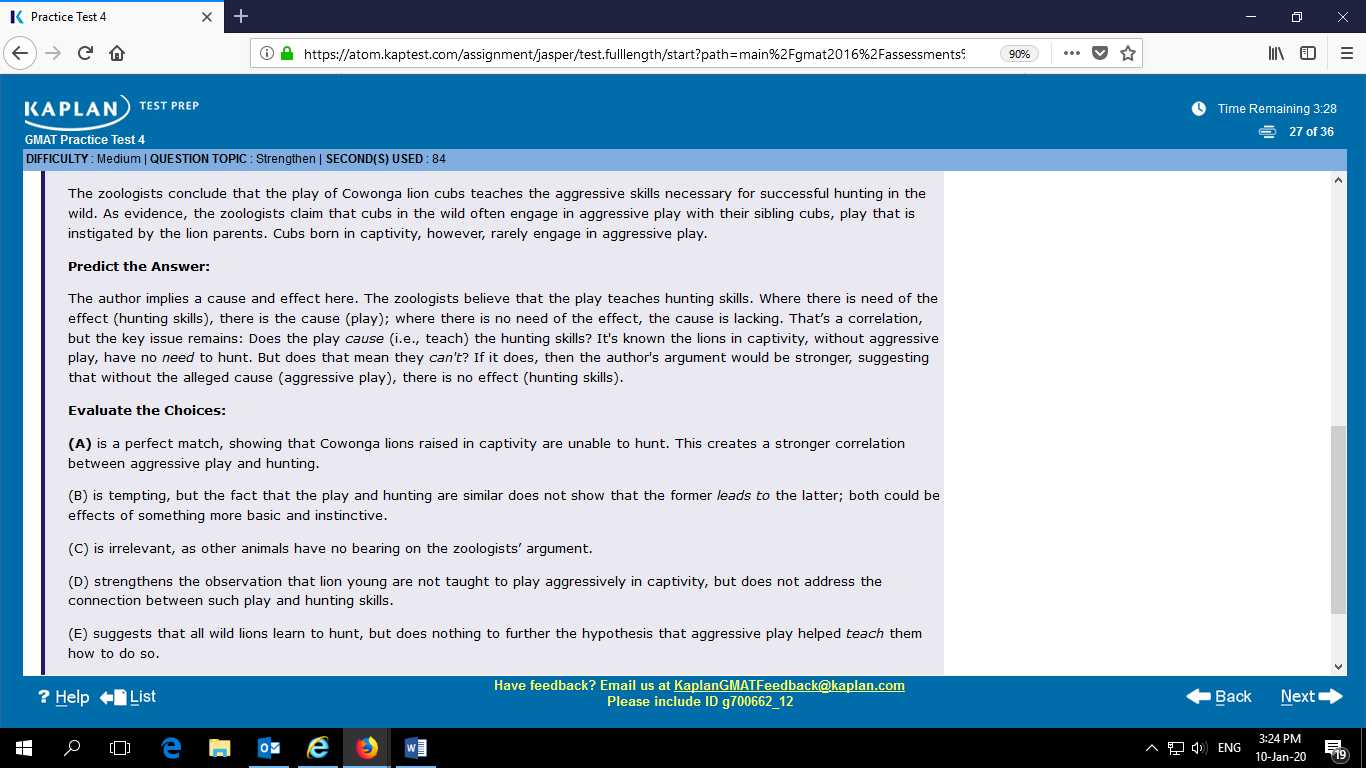 Practice Test 4
https://atom.kaptest.com/assignment/jasper/test.fulllength/start?path=main%2Fgmat2016%2Fassessments%
90%
KAPLAN TEST PREP
Time Remaining 3:28
GMAT Practice Test 4
27 of 36
DIFFICULTY : Medium | QUESTION TOPIC : Strengthen | SECOND(S) USED : 84
The zoologists conclude that the play of Cowonga lion cubs teaches the aggressive skills necessary for successful hunting in the
wild. As evidence, the zoologists claim that cubs in the wild often engage in aggressive play with their sibling cubs, play that is
instigated by the lion parents. Cubs born in captivity, however, rarely engage in aggressive play.
Predict the Answer:
The author implies a cause and effect here. The zoologists believe that the play teaches hunting skills. Where there is need of the
effect (hunting skills), there is the cause (play); where there is no need of the effect, the cause is lacking. That’s a correlation,
but the key issue remains: Does the play cause (i.e., teach) the hunting skills? It's known the lions in captivity, without aggressive
play, have no need to hunt. But does that mean they can't? If it does, then the author's argument would be stronger, suggesting
that without the alleged cause (aggressive play), there is no effect (hunting skills).
Evaluate the Choices:
(A) is a perfect match, showing that Cowonga lions raised in captivity are unable to hunt. This creates a stronger correlation
between aggressive play and hunting.
(B) is tempting, but the fact that the play and hunting are similar does not show that the former leads to the latter; both could be
effects of something more basic and instinctive.
(C) is irrelevant, as other animals have no bearing on the zoologists’ argument.
(D) strengthens the observation that lion young are not taught to play aggressively in captivity, but does not address the
connection between such play and hunting skills.
(E) suggests that all wild lions learn to hunt, but does nothing to further the hypothesis that aggressive play helped teach them
how to do so.
? Help List
Have feedback? Email us at KaplanGMATFeedback@kaplan.com
Please include ID g700662_12
Back Next
ENG
3:24 PM
10-Jan-20
19